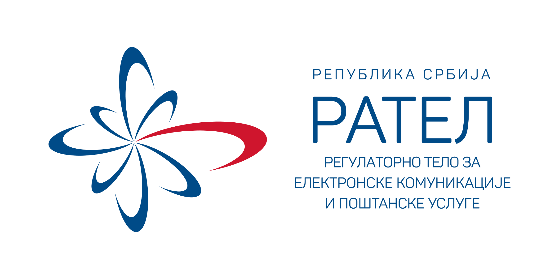 РЕПУБЛИКА СРБИЈА
РАТЕЛ
РЕГУЛАТОРНО ТЕЛО ЗА
ЕЛЕКТРОНСКЕ КОМУНИКАЦИЈЕ
И ПОШТАНСКЕ УСЛУГЕ